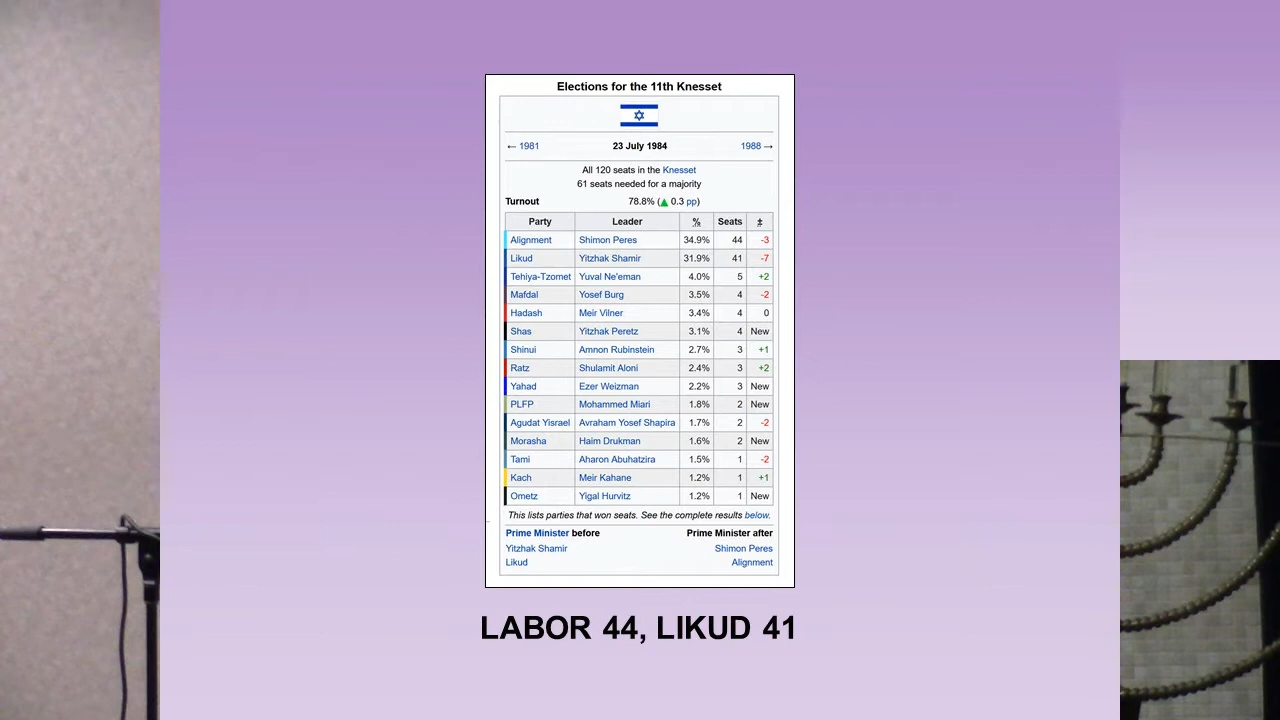 Elections for the 11th Knesset
← 1981 23 July 1984 1988 →
All 120 seats in the Knesset
61 seats needed for a majority
Turnout 78.8% (▲ 0.3 pp)
Party Leader % Seats ±
Alignment Shimon Peres 34.9% 44 -3
Likud Yitzhak Shamir 31.9% 41 -7
Tehiya-Tzomet Yuval Ne'eman 4.0% 5 +2
Mafdal Yosef Burg 3.5% 4 -2
Hadash Meir Vilner 3.4% 4 0
Shas Yitzhak Peretz 3.1% 4 New
Shinui Amnon Rubinstein 2.7% 3 +1
Ratz Shulamit Aloni 2.4% 3 +2
Yahad Ezer Weizman 2.2% 3 New
PLFP Mohammed Miari 1.8% 2 New
Agudat Yisrael Avraham Yosef Shapira 1.7% 2 -2
Morasha Haim Drukman 1.6% 2 New
Tami Aharon Abuhatzira 1.5% 1 -2
Kach Meir Kahane 1.2% 1 +1
Ometz Yigal Hurvitz 1.2% 1 New
This lists parties that won seats. See the complete results below.
Prime Minister before Prime Minister after
Yitzhak Shamir Shimon Peres
Likud Alignment
LABOR 44, LIKUD 41